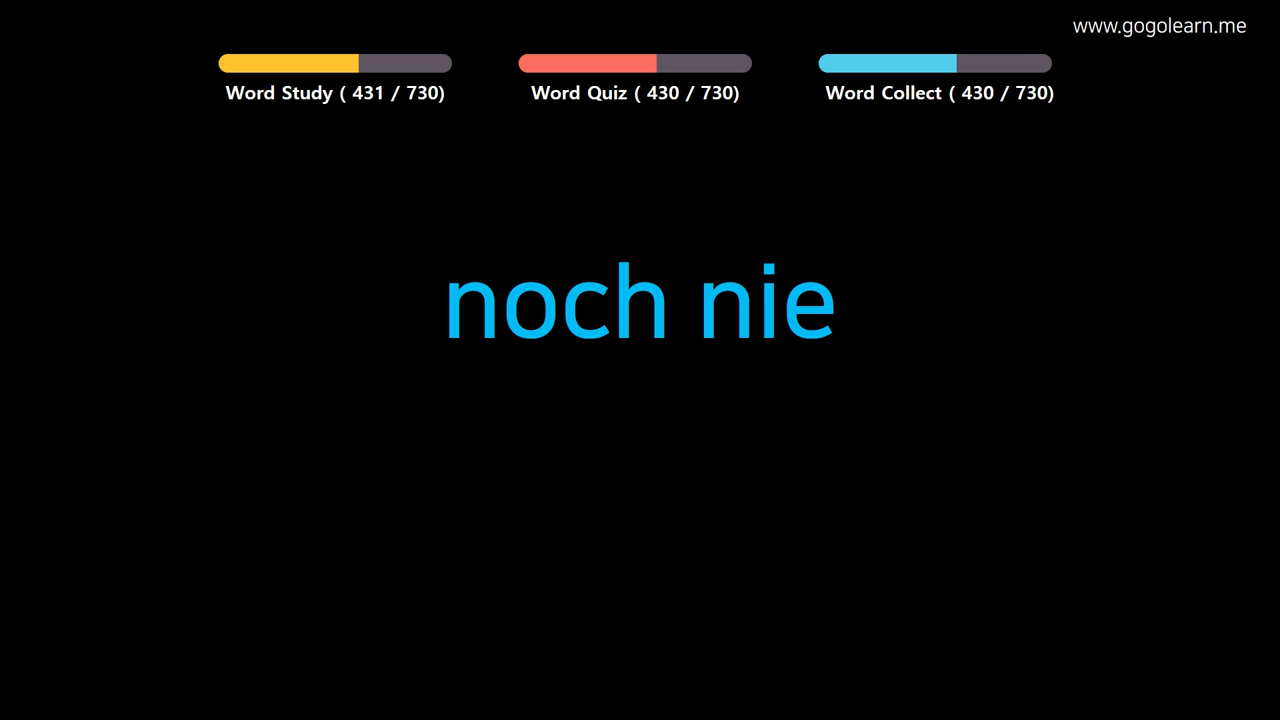 www.gogolearn.me
Word Study ( 431 / 730)
Word Quiz ( 430 / 730)
Word Collect ( 430 / 730)
noch nie